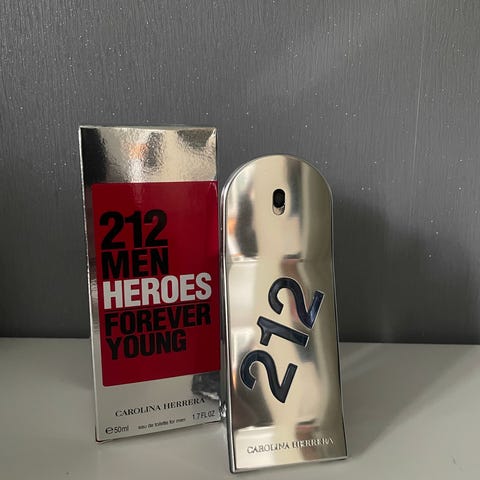 212
MEN
HEROES
FOREVER
YOUNG
CAROLINA HERRERA
℮50ml eau de toilette for men 1.7 FL OZ
212
CAROLINA HERRERA